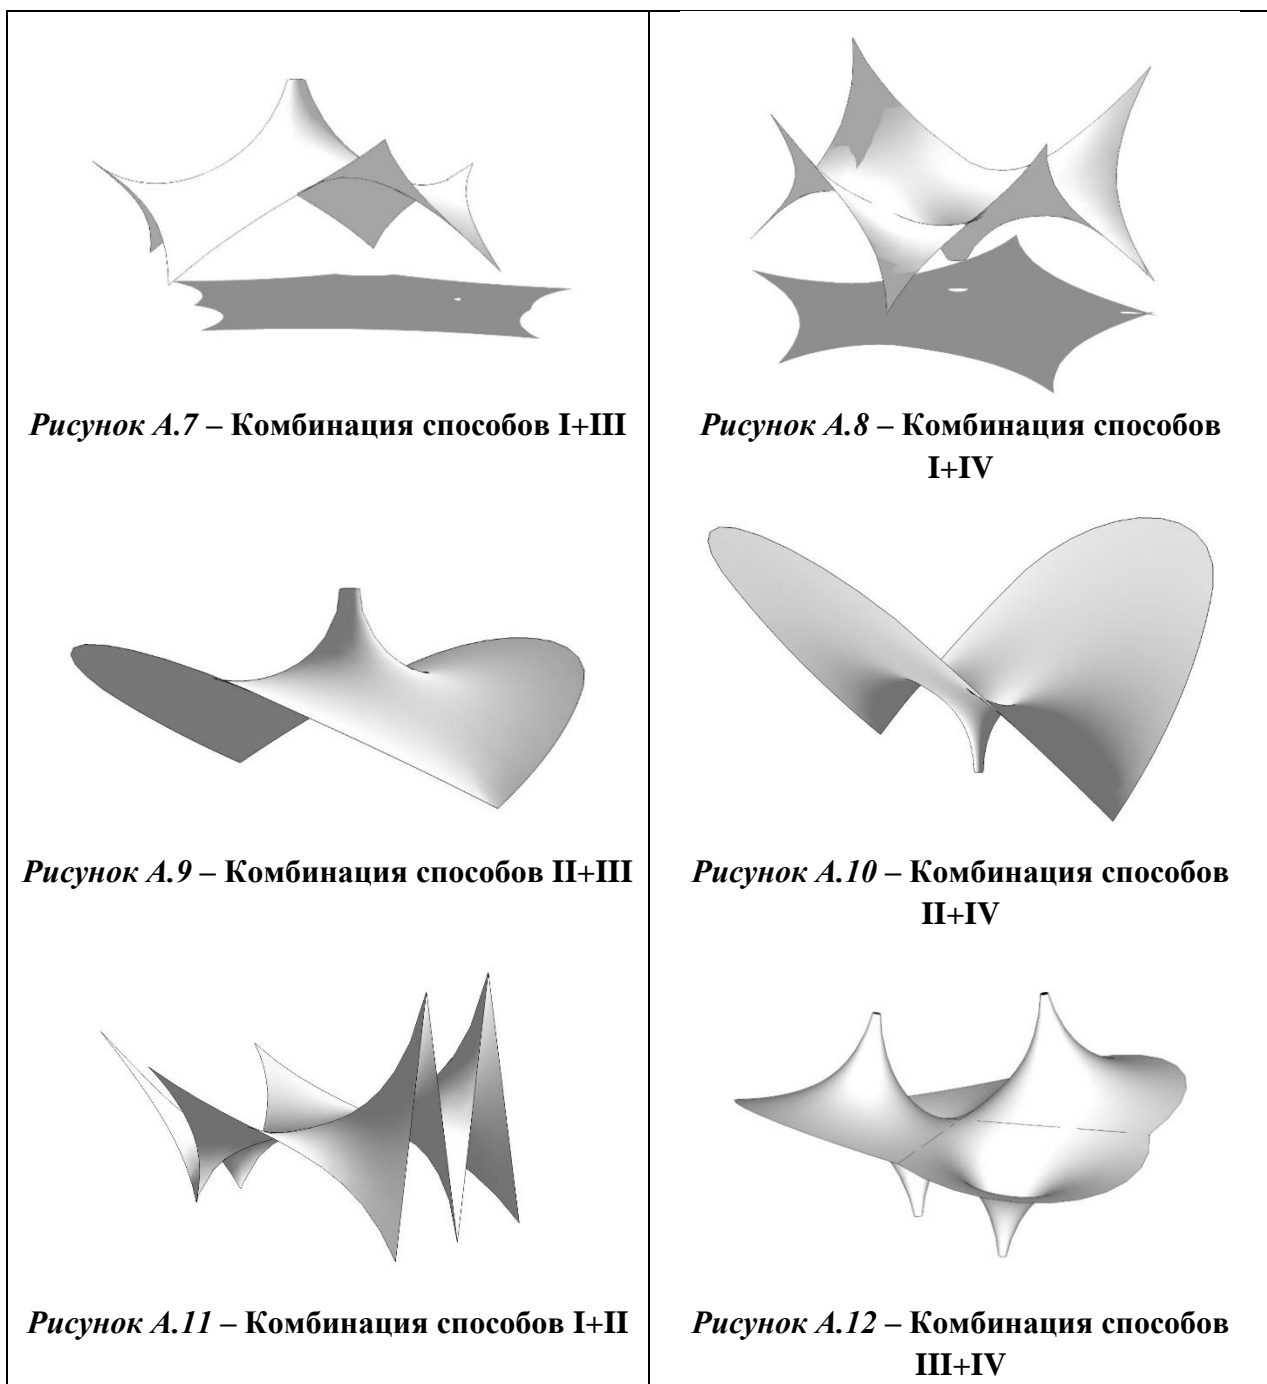 Рисунок А.7 – Комбинация способов I+III
Рисунок А.8 – Комбинация способов
I+IV
Рисунок А.9 – Комбинация способов II+III
Рисунок А.10 – Комбинация способов
II+IV
Рисунок А.11 – Комбинация способов I+II
Рисунок А.12 – Комбинация способов
III+IV